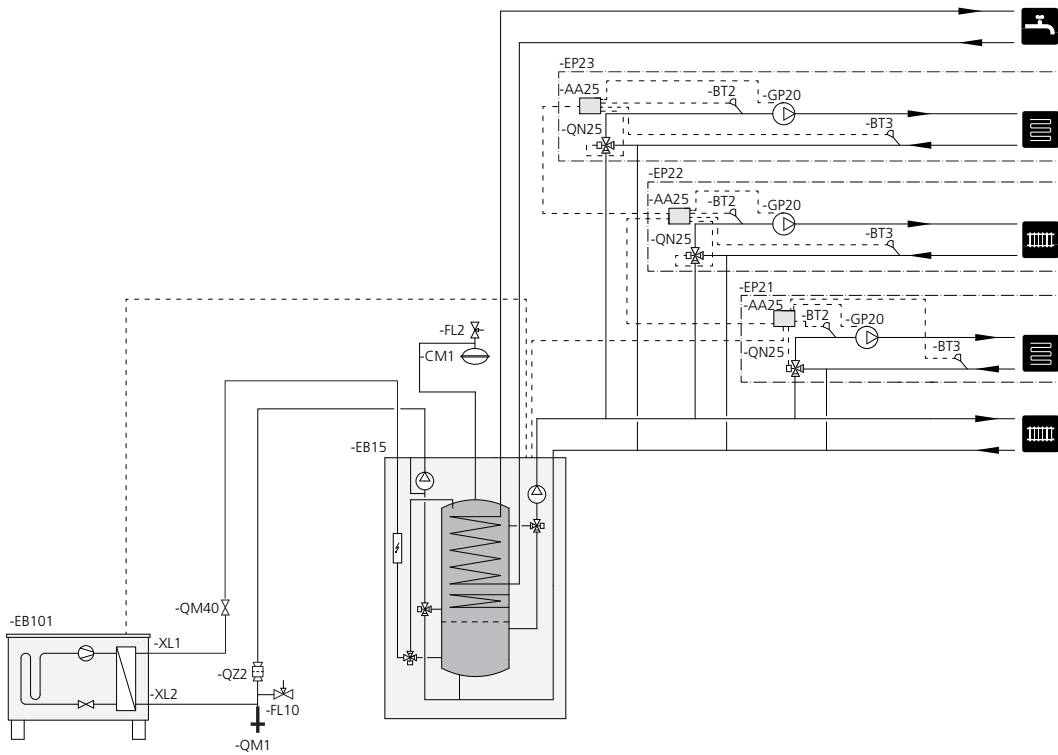 -EP23
-AA25
-BT2
-GP20
-QN25
-BT3
-EP22
-AA25
-BT2
-GP20
-QN25
-BT3
-EP21
-AA25
-BT2
-GP20
-QN25
-BT3
-FL2
-CM1
-EB15
-QM40
-EB101
-XL1
-QZ2
-XL2
-FL10
-QM1